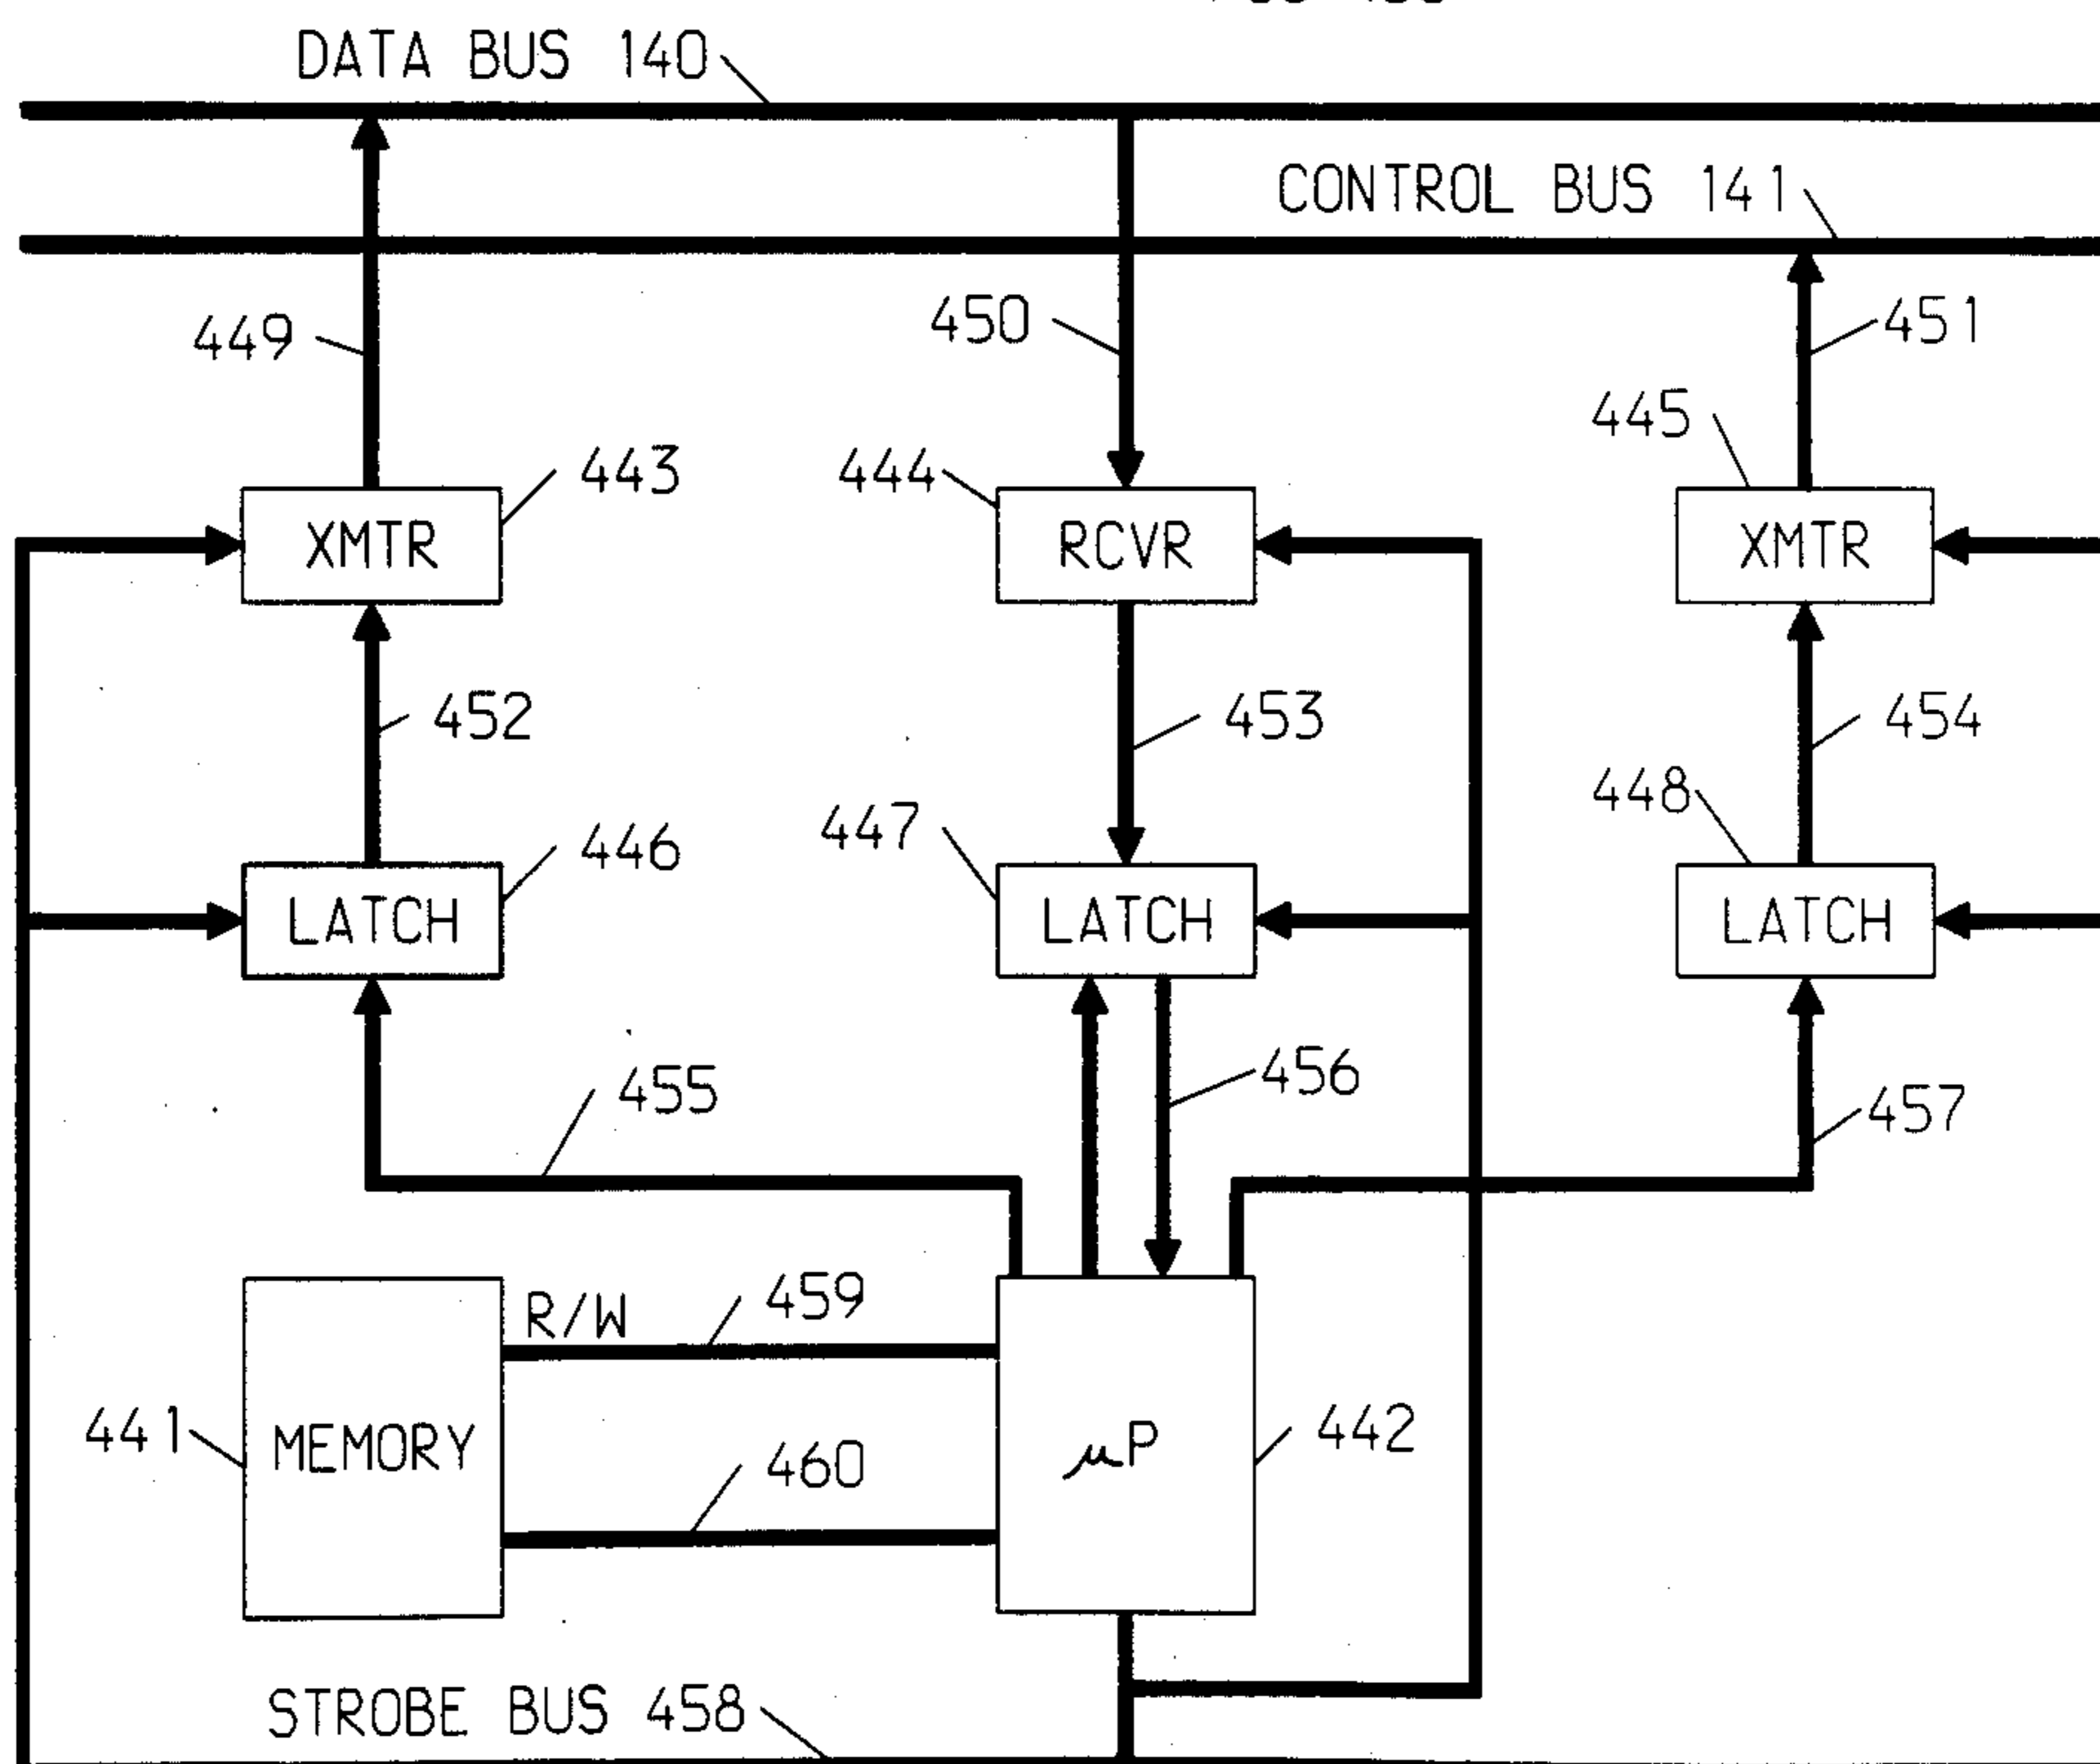 DATA BUS 140
CONTROL BUS 141
449
450
451
445
443
444
XMTR
RCVR
XMTR
452
453
454
448
447
446
LATCH
LATCH
LATCH
455
456
457
459
R/W
441
MEMORY
µP
442
460
STROBE BUS 458